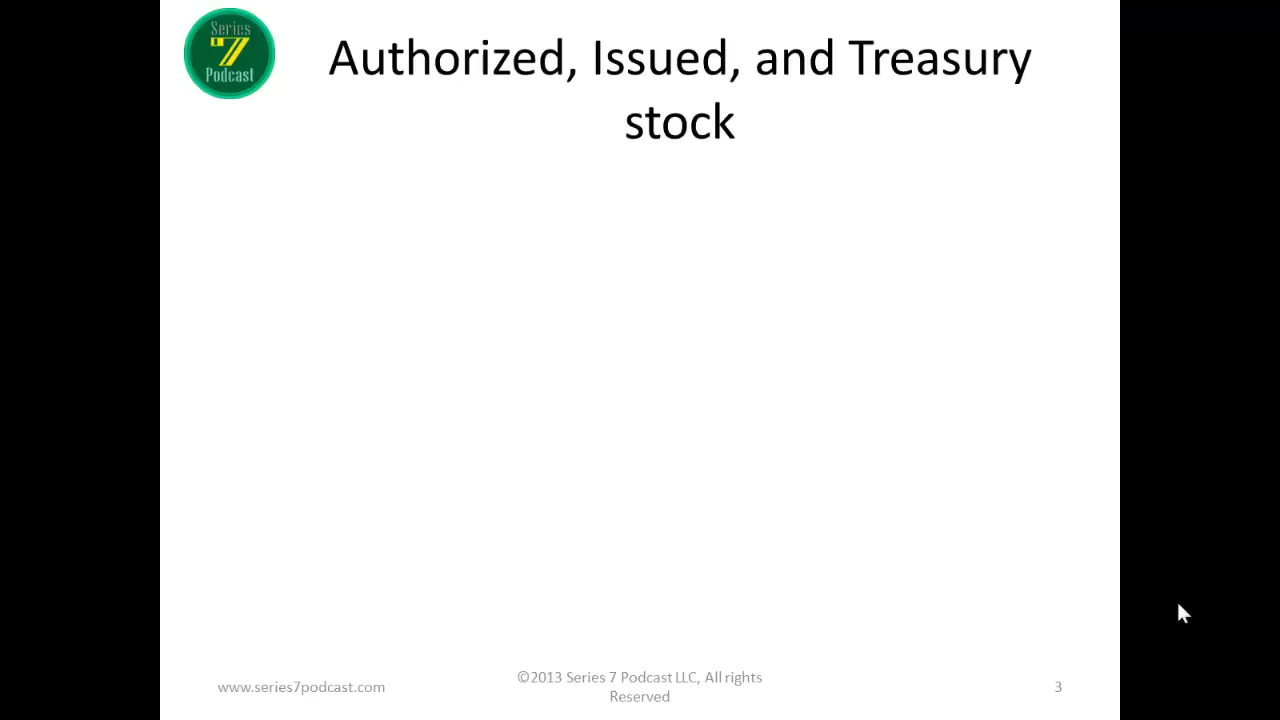 Series
7
Podcast
Authorized, Issued, and Treasury
stock
www.series7podcast.com
©2013 Series 7 Podcast LLC, All rights
Reserved
3